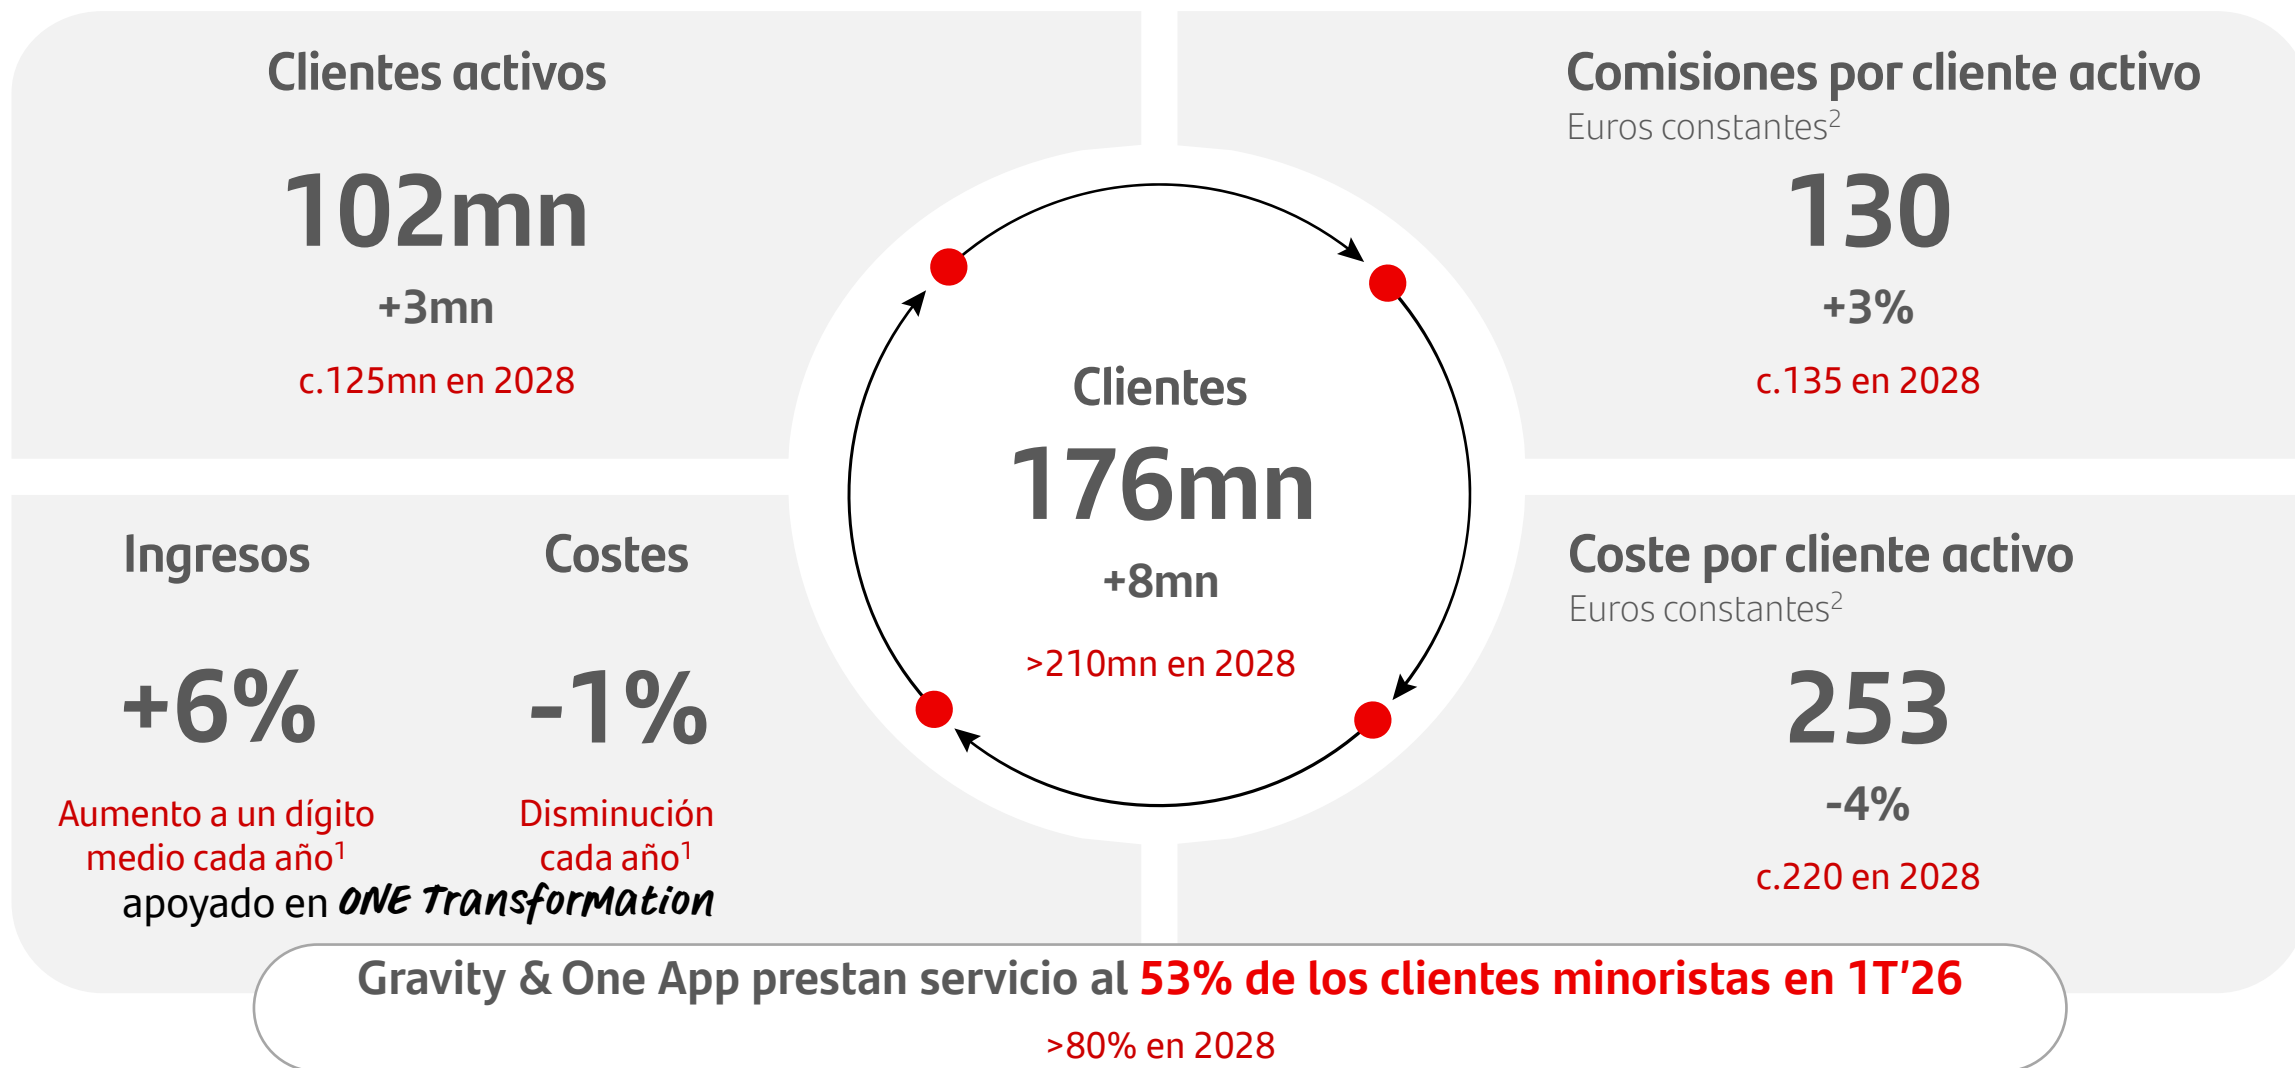 Clientes activos
102mn
+3mn
c.125mn en 2028
Comisiones por cliente activo
Euros constantes²
130
+3%
c.135 en 2028
Clientes
176mn
+8mn
>210mn en 2028
Ingresos
+6%
Aumento a un dígito
medio cada año¹
Costes
-1%
Disminución
cada año¹
apoyado en ONE Transformation
Coste por cliente activo
Euros constantes²
253
-4%
c.220 en 2028
Gravity & One App prestan servicio al 53% de los clientes minoristas en 1T'26
>80% en 2028